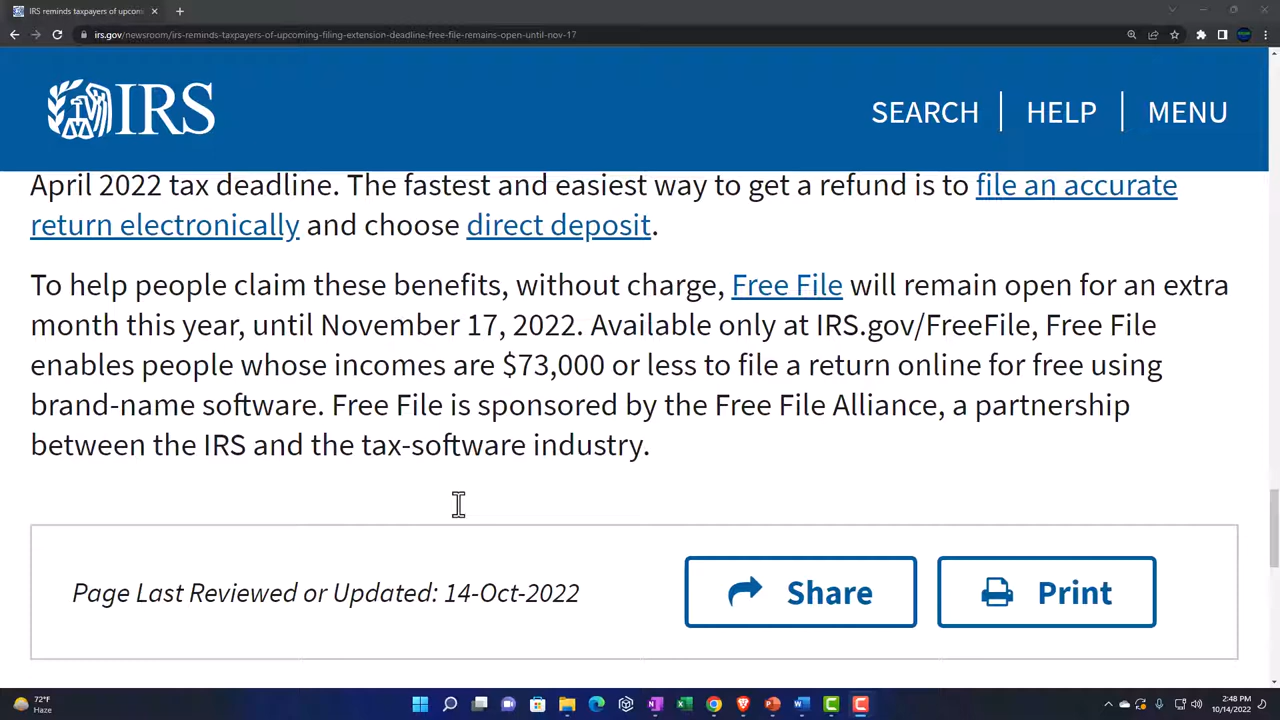 IRS reminds taxpayers of upcom
irs.gov/newsroom/irs-reminds-taxpayers-of-upcoming-filing-extension-deadline-free-file-remains-open-until-nov-17
IRS
SEARCH
HELP
MENU
April 2022 tax deadline. The fastest and easiest way to get a refund is to file an accurate
return electronically and choose direct deposit.
To help people claim these benefits, without charge, Free File will remain open for an extra
month this year, until November 17, 2022. Available only at IRS.gov/FreeFile, Free File
enables people whose incomes are $73,000 or less to file a return online for free using
brand-name software. Free File is sponsored by the Free File Alliance, a partnership
between the IRS and the tax-software industry.
Page Last Reviewed or Updated: 14-Oct-2022
Share
Print
72°F
Haze
2:48 PM
10/14/2022